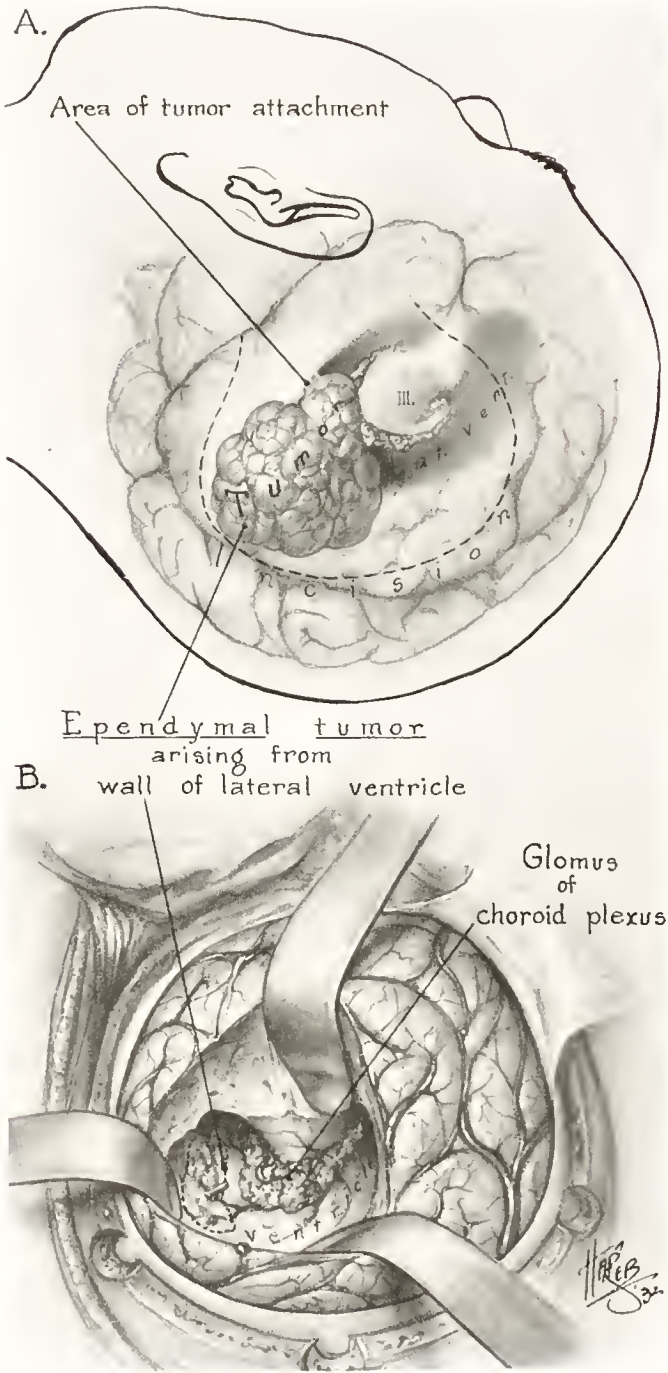 A.
Area of tumor attachment
III.
Tumor
Lat. vent.
Incision
Ependymal tumor
arising from
wall of lateral ventricle
B.
Glomus
of
choroid plexus
ventricle